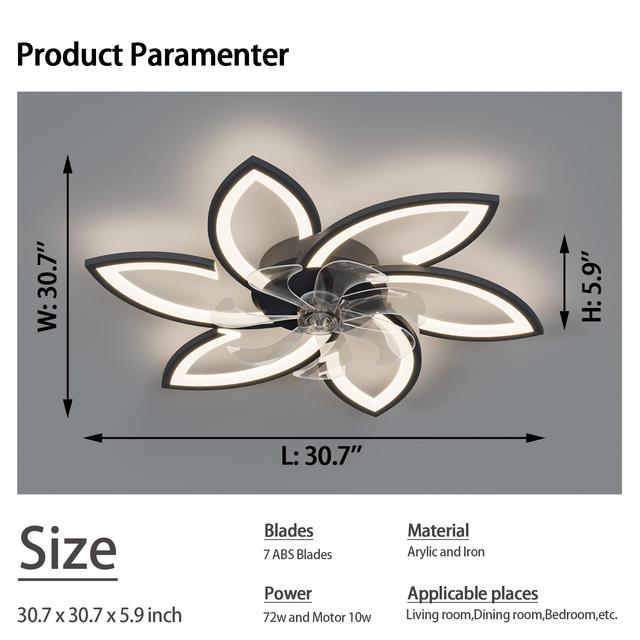 Product Paramenter
W: 30.7’’
H: 5.9’’
L: 30.7’’
Size
30.7 x 30.7 x 5.9 inch
Blades
7 ABS Blades
Material
Arylic and Iron
Power
72w and Motor 10w
Applicable places
Living room,Dining room,Bedroom,etc.